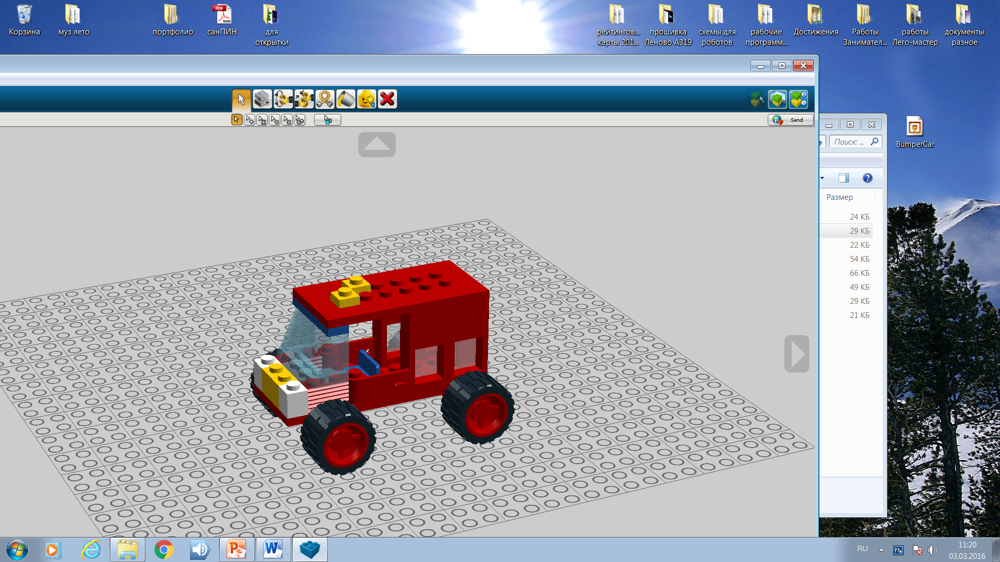 Корзина
муз лето
портфолио
санПИН
для
открытки
рейтингов...
карты 201...
прошивка
Леново А319
схемы для
роботов
рабочие
программ...
Достижения
Работы
Занимател...
работы
Лего-мастер
документы
разное
PDF
Adobe
Send
Поиск: ...
BumperCar
Размер
24 КБ
29 КБ
22 КБ
54 КБ
66 КБ
49 КБ
29 КБ
21 КБ
RU
11:20
03.03.2016